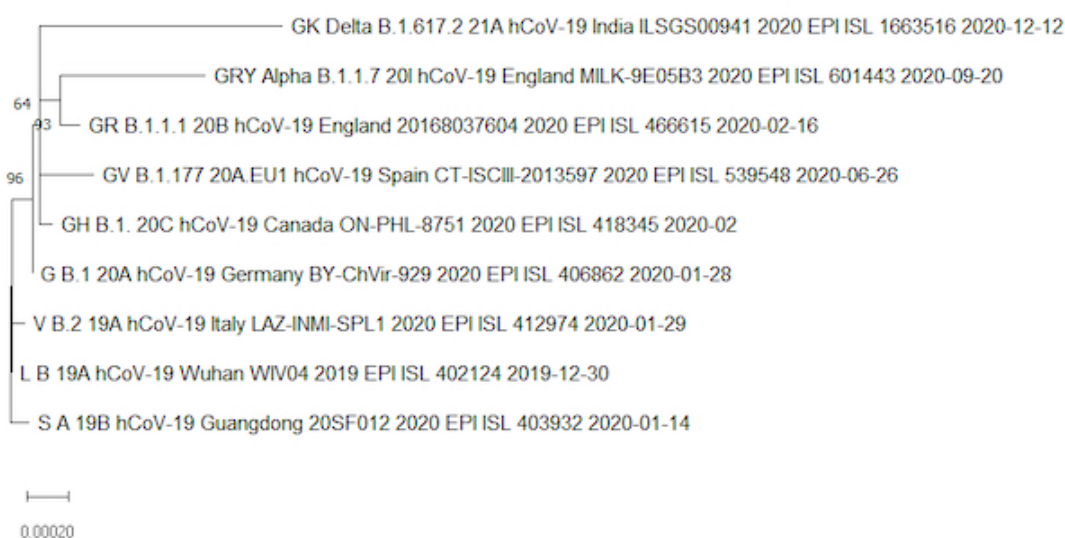 GK Delta B.1.617.2 21A hCoV-19 India ILSGS00941 2020 EPI ISL 1663516 2020-12-12
GRY Alpha B.1.1.7 20I hCoV-19 England MILK-9E05B3 2020 EPI ISL 601443 2020-09-20
64
93
GR B.1.1.1 20B hCoV-19 England 20168037604 2020 EPI ISL 466615 2020-02-16
96
GV B.1.177 20A.EU1 hCoV-19 Spain CT-ISCIII-2013597 2020 EPI ISL 539548 2020-06-26
GH B.1. 20C hCoV-19 Canada ON-PHL-8751 2020 EPI ISL 418345 2020-02
G B.1 20A hCoV-19 Germany BY-ChVir-929 2020 EPI ISL 406862 2020-01-28
V B.2 19A hCoV-19 Italy LAZ-INMI-SPL1 2020 EPI ISL 412974 2020-01-29
L B 19A hCoV-19 Wuhan WIV04 2019 EPI ISL 402124 2019-12-30
S A 19B hCoV-19 Guangdong 20SF012 2020 EPI ISL 403932 2020-01-14
0.00020